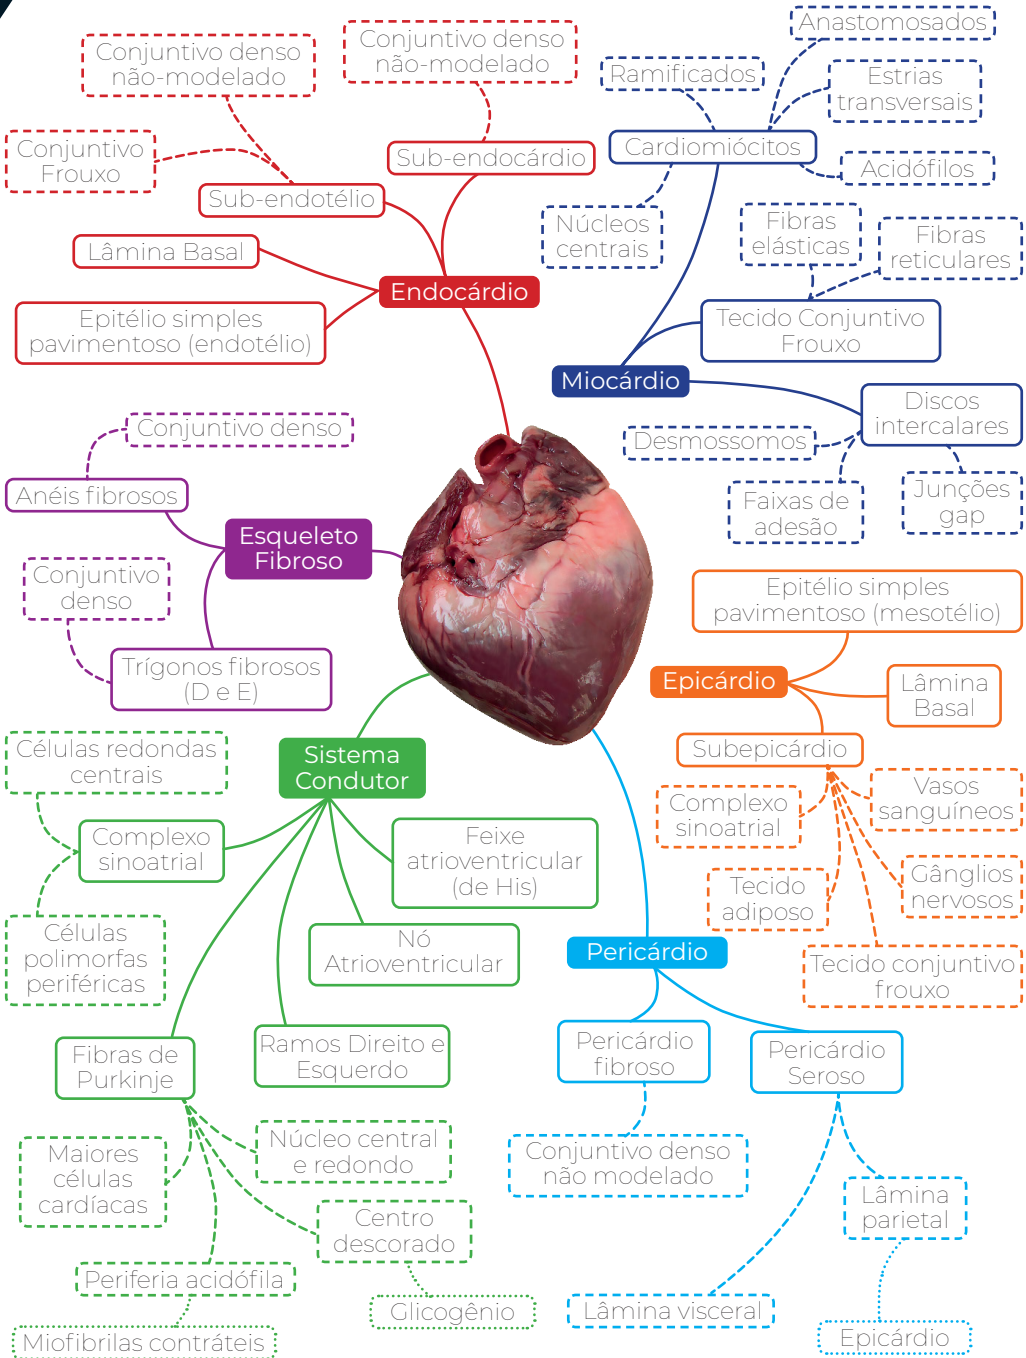 Conjuntivo denso
não-modelado
Conjuntivo denso
não-modelado
Conjuntivo
Frouxo
Sub-endocárdio
Sub-endotélio
Lâmina Basal
Endocárdio
Epitélio simples
pavimentoso (endotélio)
Anastomosados
Ramificados
Estrias
transversais
Cardiomiócitos
Acidófilos
Núcleos
centrais
Fibras
elásticas
Fibras
reticulares
Tecido Conjuntivo
Frouxo
Miocárdio
Discos
intercalares
Desmossomos
Faixas de
adesão
Junções
gap
Conjuntivo denso
Anéis fibrosos
Esqueleto
Fibroso
Conjuntivo
denso
Trígonos fibrosos
(D e E)
Epitélio simples
pavimentoso (mesotélio)
Epicárdio
Lâmina
Basal
Subepicárdio
Complexo
sinoatrial
Vasos
sanguíneos
Tecido
adiposo
Gânglios
nervosos
Tecido conjuntivo
frouxo
Sistema
Condutor
Células redondas
centrais
Complexo
sinoatrial
Células
polimorfas
periféricas
Feixe
atrioventricular
(de His)
Nó
Atrioventricular
Ramos Direito e
Esquerdo
Fibras de
Purkinje
Maiores
células
cardíacas
Núcleo central
e redondo
Centro
descorado
Periferia acidófila
Glicogênio
Miofibrilas contráteis
Pericárdio
Pericárdio
fibroso
Pericárdio
Seroso
Conjuntivo denso
não modelado
Lâmina
parietal
Lâmina visceral
Epicárdio